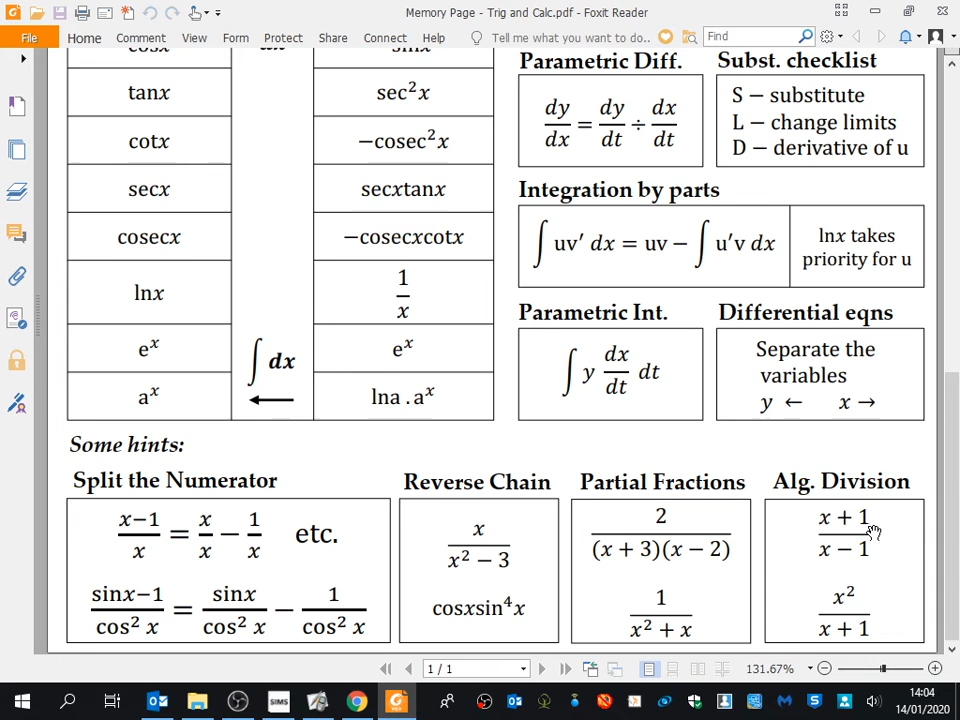 Memory Page - Trig and Calc.pdf - Foxit Reader
File Home Comment View Form Protect Share Connect Help Tell me what you want to do.. Find
tanx sec²x
cotx −cosec²x
secx secxtanx
cosecx −cosecxcotx
lnx 1/x
eˣ ∫ dx eˣ
aˣ ← lna . aˣ
Parametric Diff.
dy/dx = dy/dt ÷ dx/dt
Subst. checklist
S − substitute
L − change limits
D − derivative of u
Integration by parts
∫ uv′ dx = uv − ∫ u′v dx
lnx takes
priority for u
Parametric Int.
∫ y dx/dt dt
Differential eqns
Separate the
variables
y ← x →
Some hints:
Split the Numerator
x−1/x = x/x − 1/x etc.
sinx−1/cos² x = sinx/cos² x − 1/cos² x
Reverse Chain
x/x² − 3
cosxsin⁴x
Partial Fractions
2/(x + 3)(x − 2)
1/x² + x
Alg. Division
x + 1/x − 1
x²/x + 1
1 / 1 131.67%
SIMS
14:04
14/01/2020